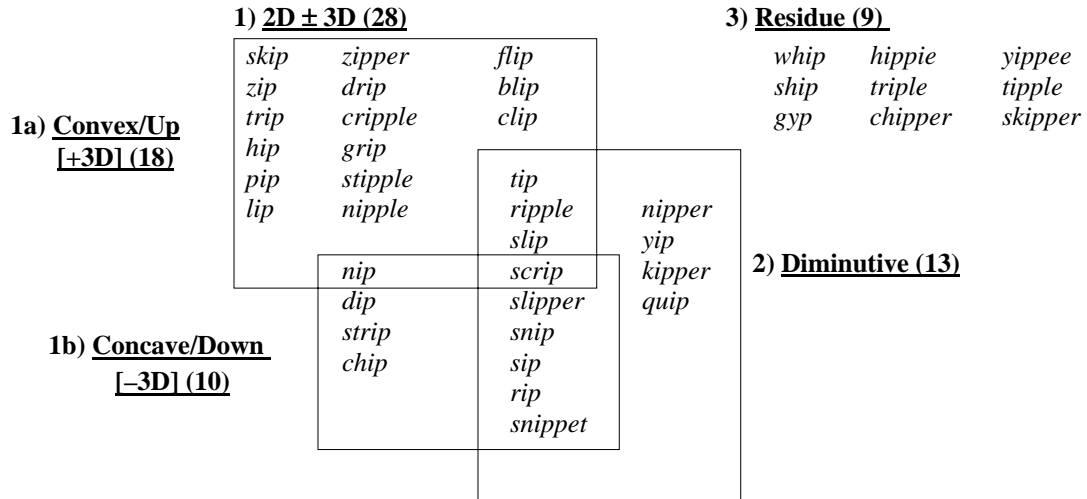 1) 2D ± 3D (28) 3) Residue (9)
skip zipper flip whip hippie yippee
zip drip blip ship triple tipple
1a) Convex/Up trip cripple clip gyp chipper skipper
[+3D] (18) hip grip
pip stipple tip
lip nipple ripple nipper
slip yip
nip scrip kipper 2) Diminutive (13)
dip slipper quip
1b) Concave/Down strip snip
[–3D] (10) chip sip
rip
snippet